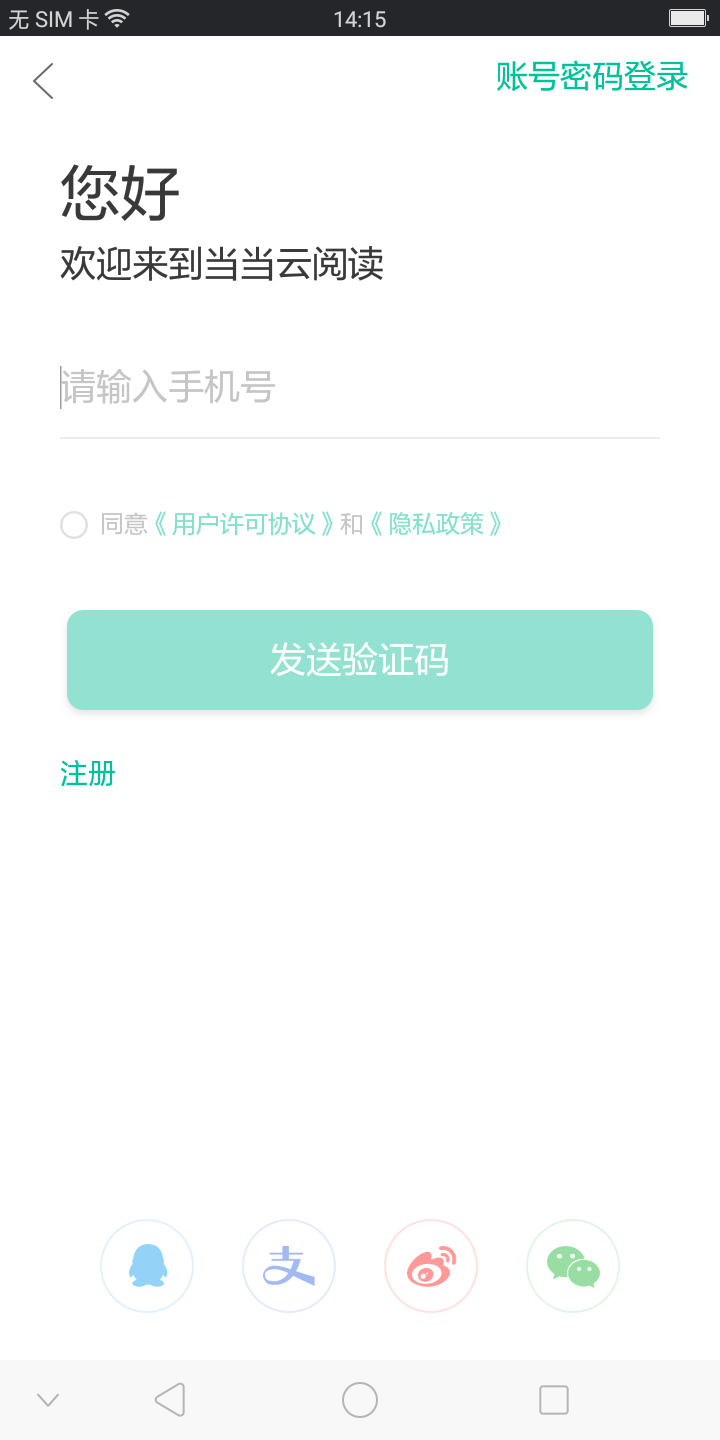 无 SIM 卡
14:15
账号密码登录
您好
欢迎来到当当云阅读
请输入手机号
同意《用户许可协议》和《隐私政策》
发送验证码
注册
支